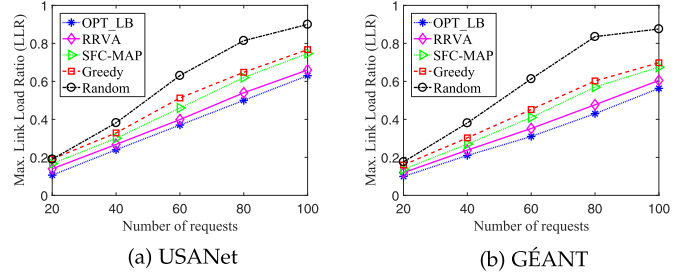 Max. Link Load Ratio (LLR)
1
0.8
0.6
0.4
0.2
0
OPT_LB
RRVA
SFC-MAP
Greedy
Random
20 40 60 80 100
Number of requests
(a) USANet
Max. Link Load Ratio (LLR)
1
0.8
0.6
0.4
0.2
0
OPT_LB
RRVA
SFC-MAP
Greedy
Random
20 40 60 80 100
Number of requests
(b) GÉANT